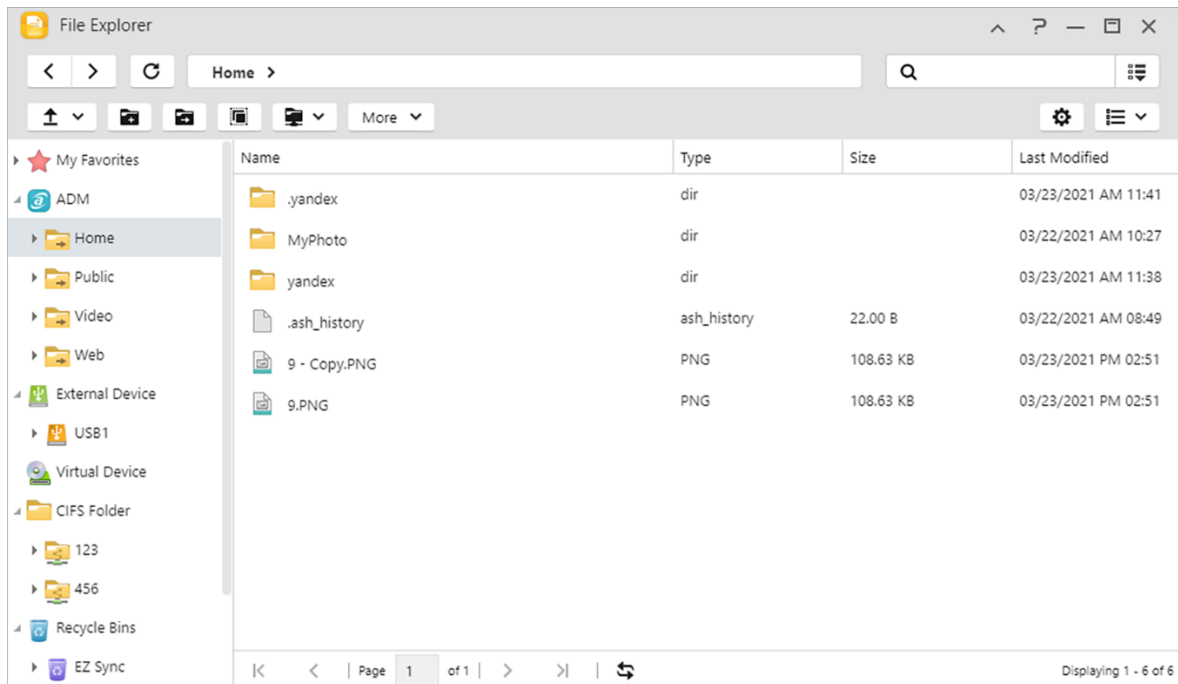 File Explorer
Home >
More
My Favorites
ADM
Home
Public
Video
Web
External Device
USB1
Virtual Device
CIFS Folder
123
456
Recycle Bins
EZ Sync
Name Type Size Last Modified
.yandex dir 03/23/2021 AM 11:41
MyPhoto dir 03/22/2021 AM 10:27
yandex dir 03/23/2021 AM 11:38
.ash_history ash_history 22.00 B 03/22/2021 AM 08:49
9 - Copy.PNG PNG 108.63 KB 03/23/2021 PM 02:51
9.PNG PNG 108.63 KB 03/23/2021 PM 02:51
Page 1 of 1 Displaying 1 - 6 of 6